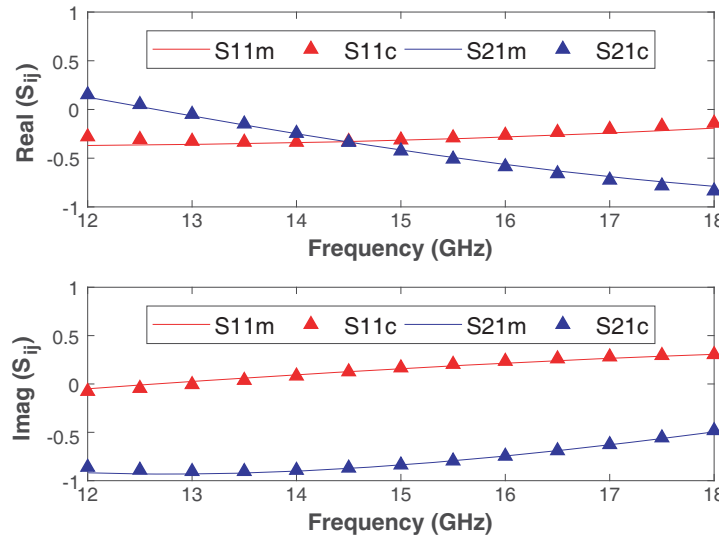 1
0.5
0
-0.5
-1
Real (S_ij)
S11m S11c S21m S21c
12 13 14 15 16 17 18
Frequency (GHz)
1
0.5
0
-0.5
-1
Imag (S_ij)
S11m S11c S21m S21c
12 13 14 15 16 17 18
Frequency (GHz)